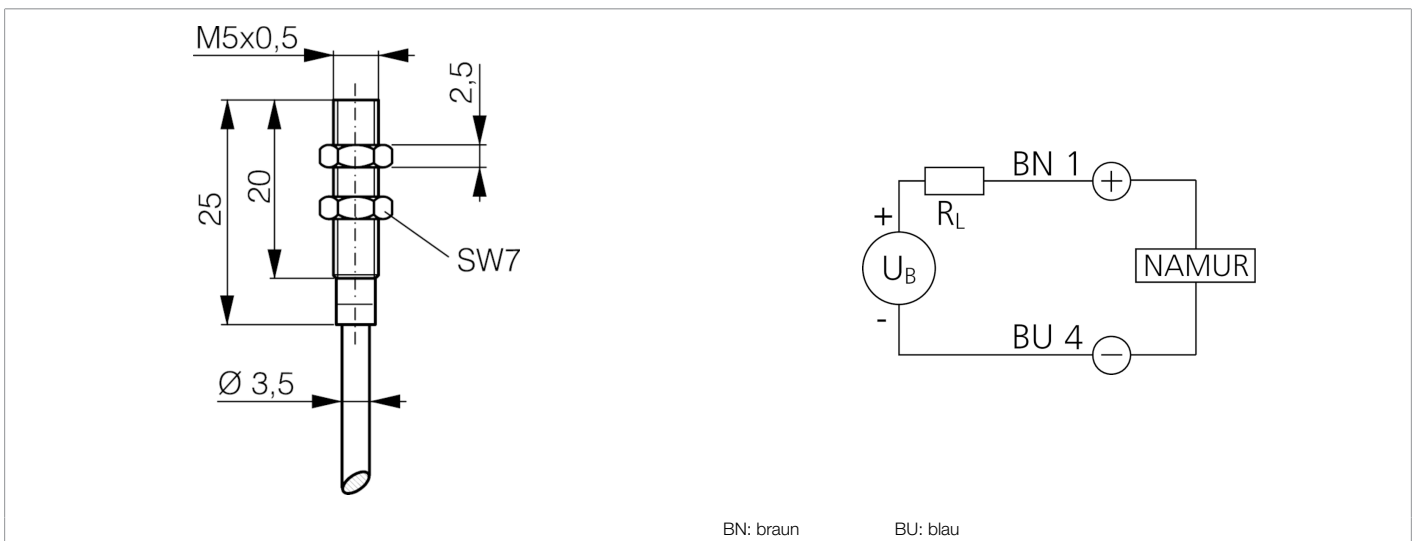 M5x0,5
2,5
25
20
SW7
Ø 3,5
BN 1
+
R_L
+
U_B
NAMUR
-
BU 4
−
BN: braun BU: blau